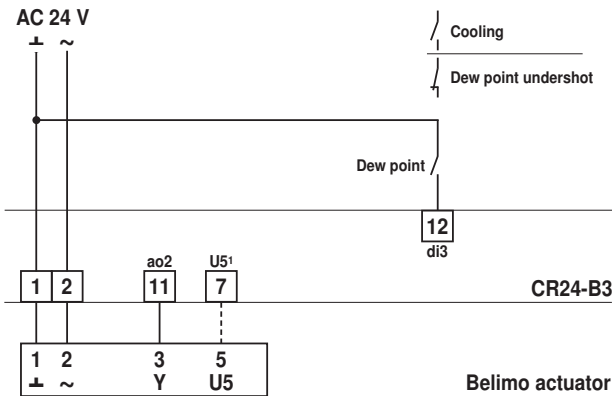 AC 24 V
⊥ ~
Cooling
Dew point undershot
Dew point
12
di3
ao2 U5¹
1 2 11 7
CR24-B3
1 2 3 5
⊥ ~ Y U5
Belimo actuator